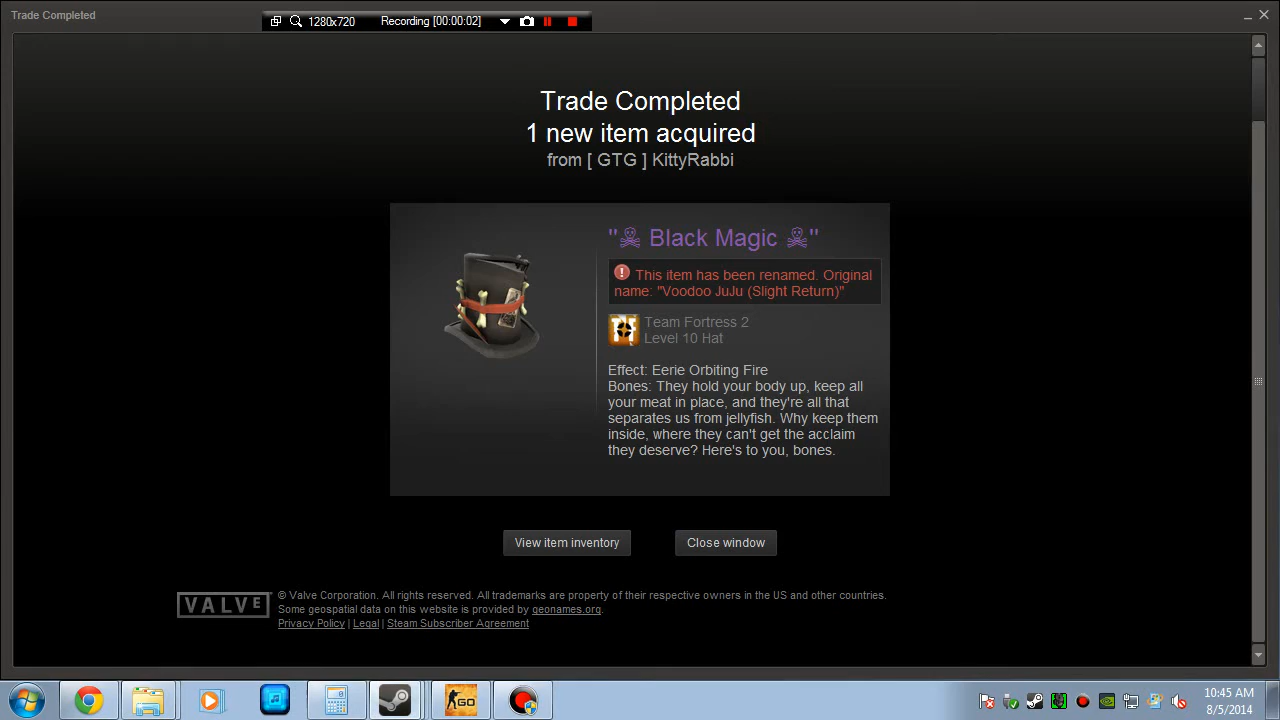 Trade Completed
1280x720 Recording [00:00:02]
Trade Completed
1 new item acquired
from [ GTG ] KittyRabbi
"☠ Black Magic ☠"
! This item has been renamed. Original
name: "Voodoo JuJu (Slight Return)"
Team Fortress 2
Level 10 Hat
Effect: Eerie Orbiting Fire
Bones: They hold your body up, keep all
your meat in place, and they're all that
separates us from jellyfish. Why keep them
inside, where they can't get the acclaim
they deserve? Here's to you, bones.
View item inventory
Close window
VALVE
© Valve Corporation. All rights reserved. All trademarks are property of their respective owners in the US and other countries.
Some geospatial data on this website is provided by geonames.org.
Privacy Policy | Legal | Steam Subscriber Agreement
GO
10:45 AM
8/5/2014